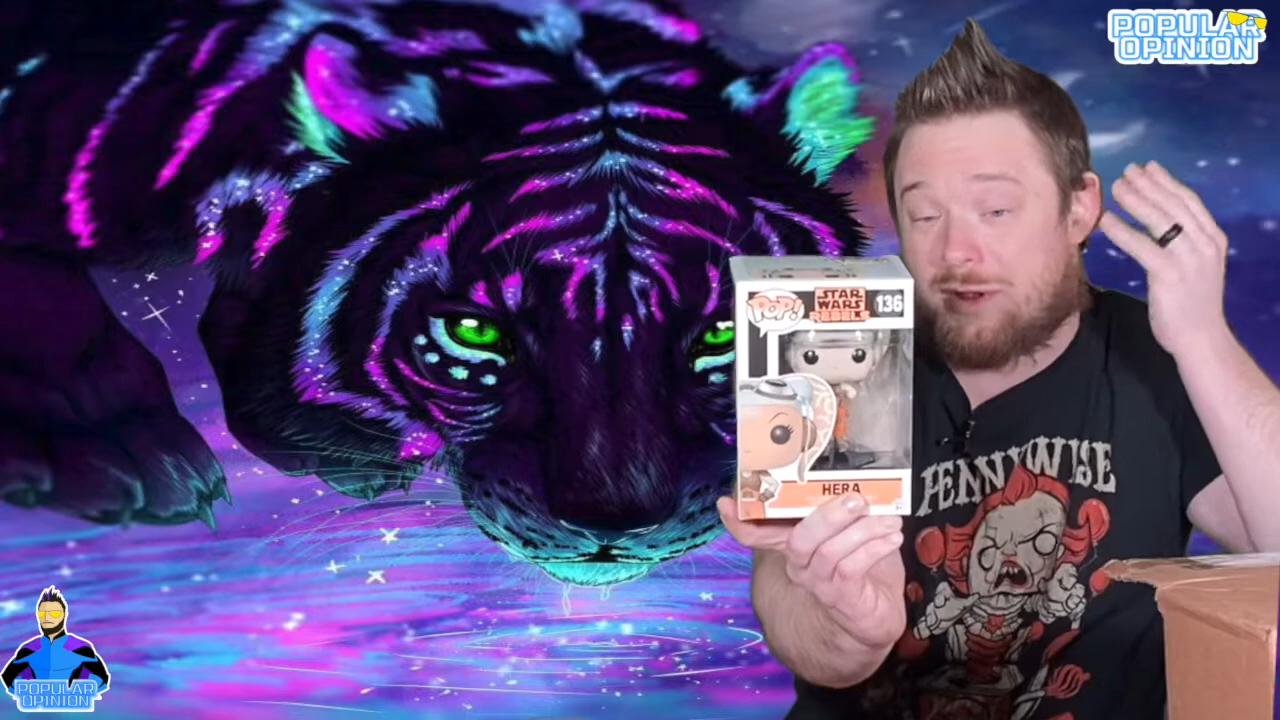 POPULAR
OPINION
POP!
STAR
WARS
REBELS
136
HERA
PENNYWISE
POPULAR
OPINION